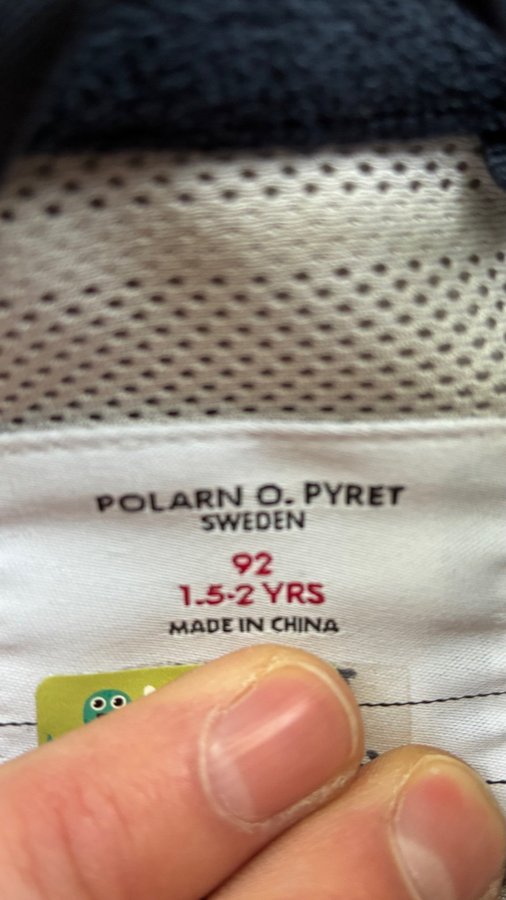 POLARN O. PYRET
SWEDEN
92
1.5-2 YRS
MADE IN CHINA